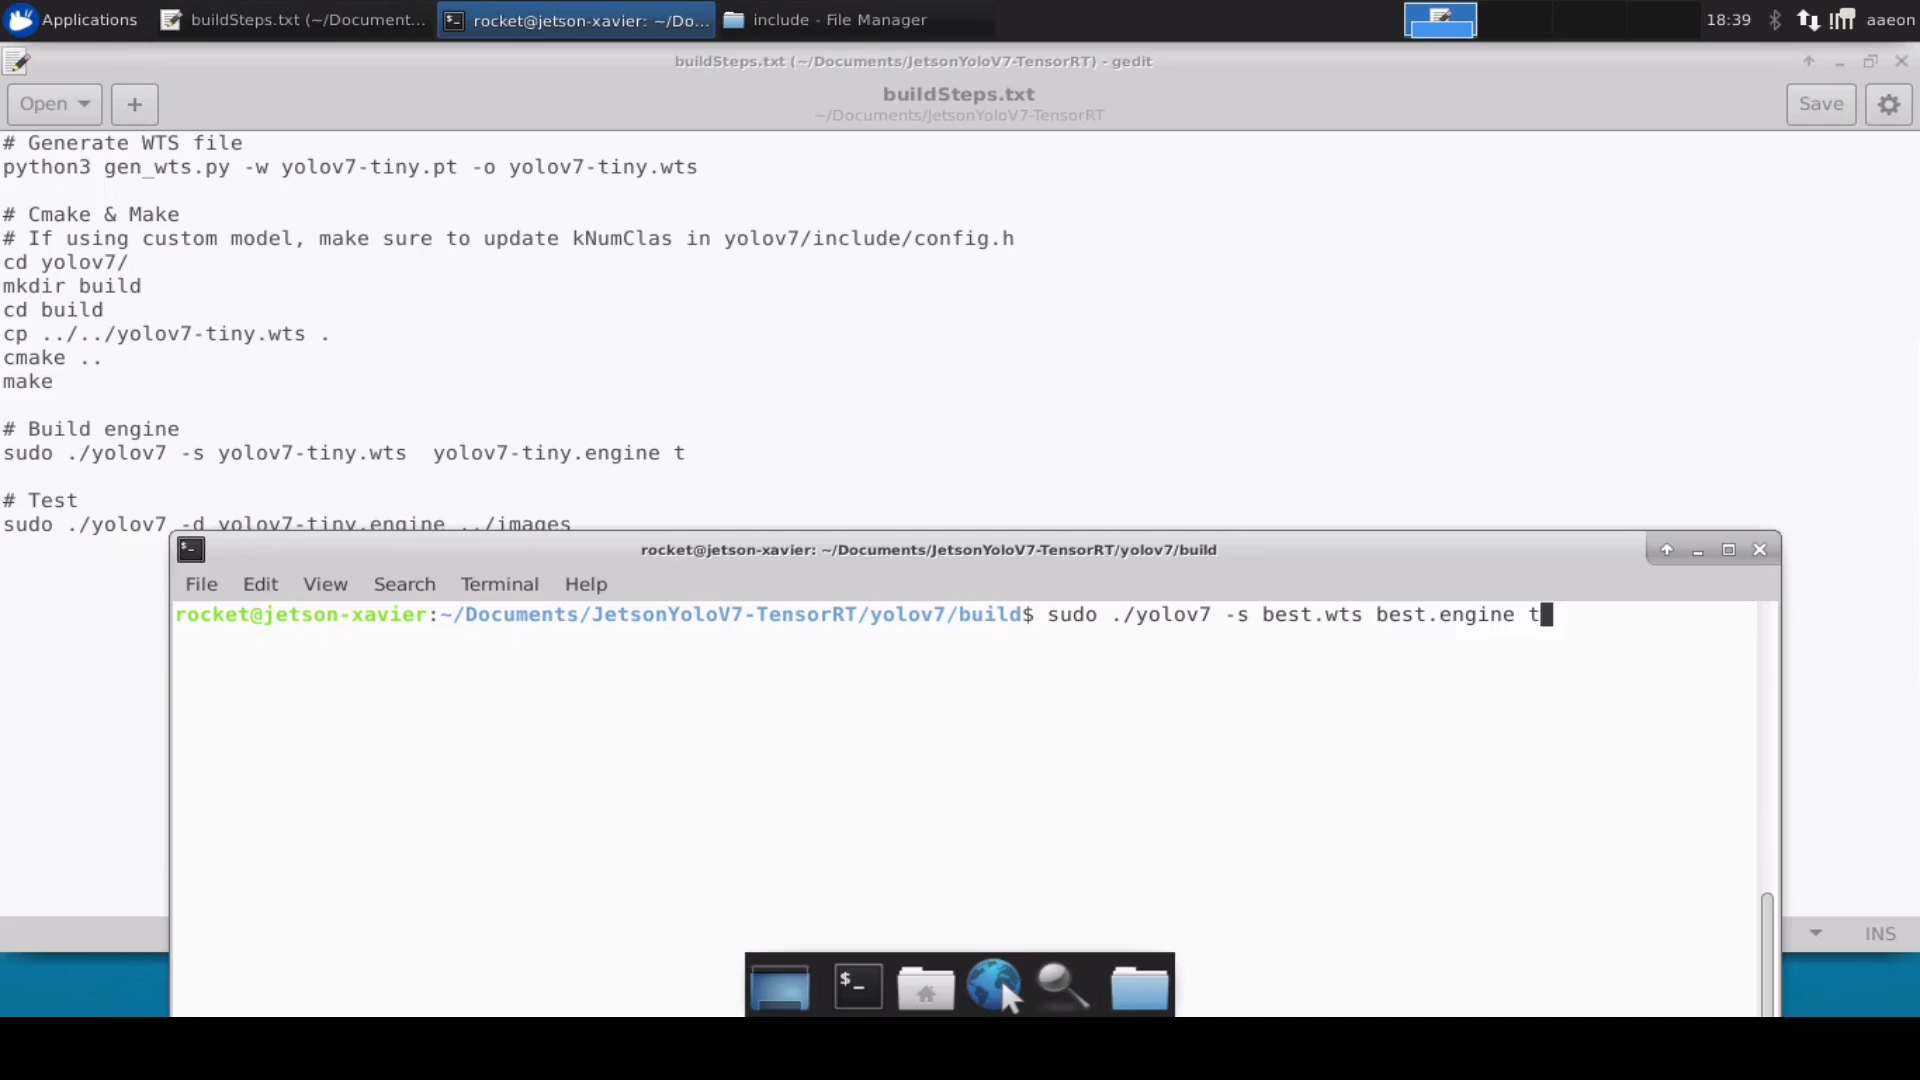 Applications
buildSteps.txt (~/Document...
rocket@jetson-xavier: ~/Do...
include - File Manager
18:39
aaeon
buildSteps.txt (~/Documents/JetsonYoloV7-TensorRT) - gedit
Open
buildSteps.txt
~/Documents/JetsonYoloV7-TensorRT
Save
# Generate WTS file
python3 gen_wts.py -w yolov7-tiny.pt -o yolov7-tiny.wts
# Cmake & Make
# If using custom model, make sure to update kNumClas in yolov7/include/config.h
cd yolov7/
mkdir build
cd build
cp ../../yolov7-tiny.wts .
cmake ..
make
# Build engine
sudo ./yolov7 -s yolov7-tiny.wts  yolov7-tiny.engine t
# Test
sudo ./yolov7 -d yolov7-tiny.engine ../images
rocket@jetson-xavier: ~/Documents/JetsonYoloV7-TensorRT/yolov7/build
File Edit View Search Terminal Help
rocket@jetson-xavier:~/Documents/JetsonYoloV7-TensorRT/yolov7/build$ sudo ./yolov7 -s best.wts best.engine t
INS
$_